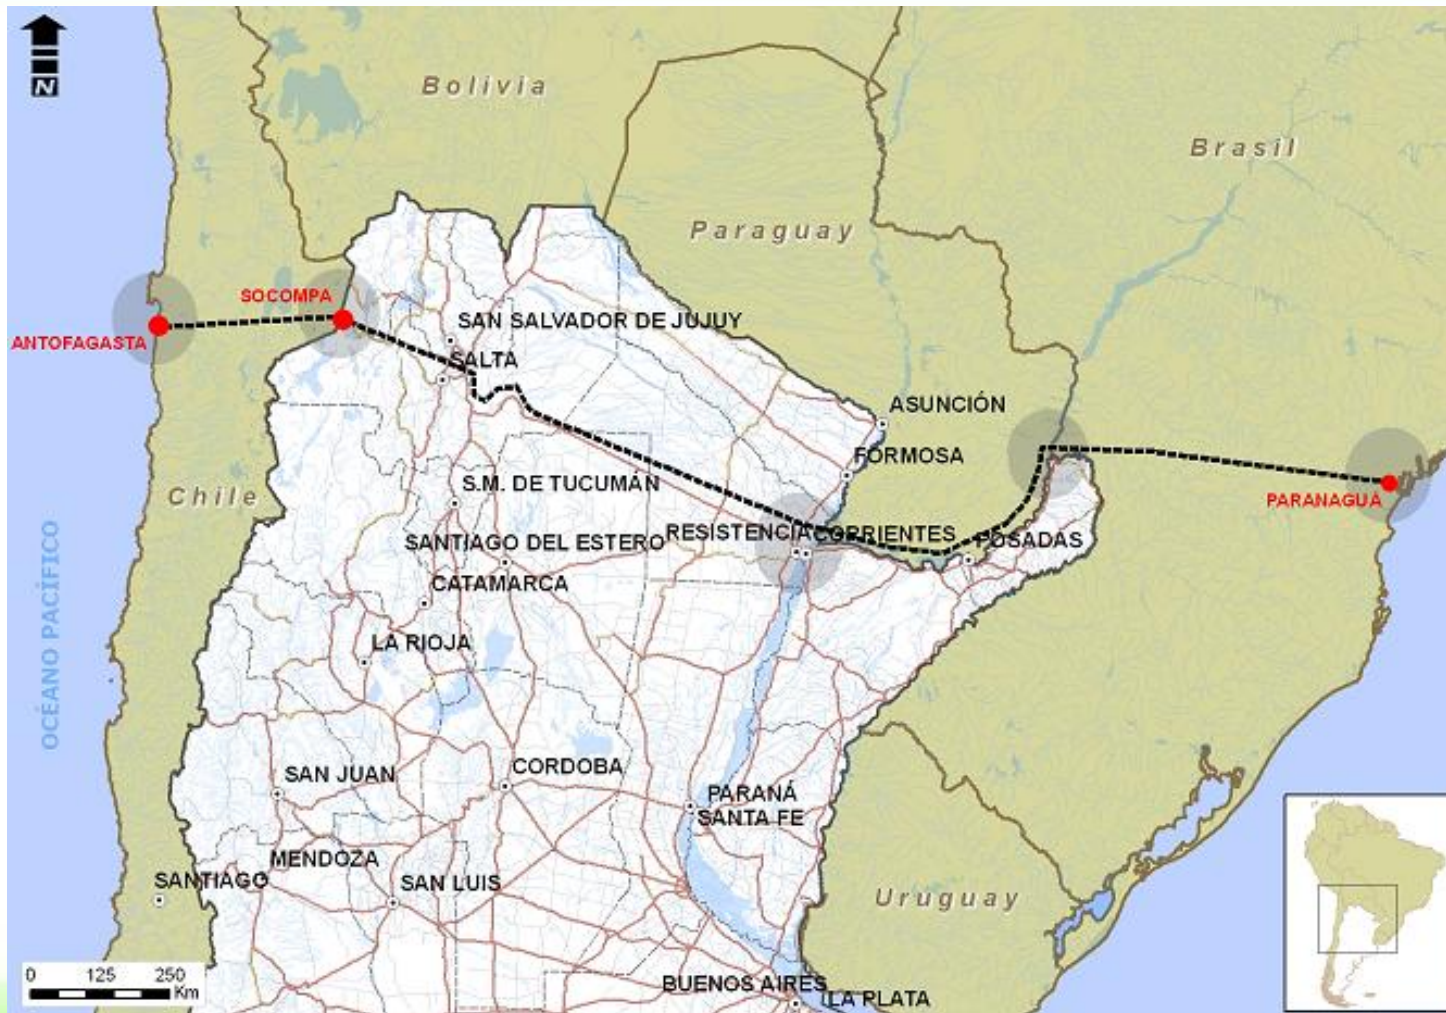 N
Bolivia
Brasil
Paraguay
SOCOMPA
ANTOFAGASTA
SAN SALVADOR DE JUJUY
SALTA
ASUNCIÓN
FORMOSA
Chile
S.M. DE TUCUMÁN
PARANAGUÁ
RESISTENCIA
CORRIENTES
POSADAS
SANTIAGO DEL ESTERO
CATAMARCA
LA RIOJA
OCÉANO PACÍFICO
SAN JUAN
CORDOBA
PARANÁ
SANTA FE
MENDOZA
SANTIAGO
SAN LUIS
Uruguay
0 125 250
Km
BUENOS AIRES
LA PLATA